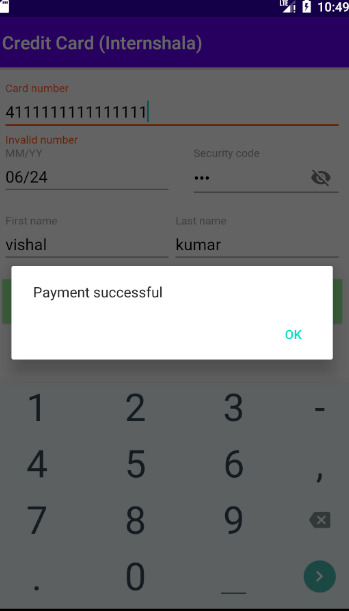 LTE 10:49
Credit Card (Internshala)
Card number
4111111111111111
Invalid number
MM/YY Security code
06/24 •••
First name Last name
vishal kumar
Payment successful
OK
1 2 3 -
4 5 6 ,
7 8 9
. 0 _